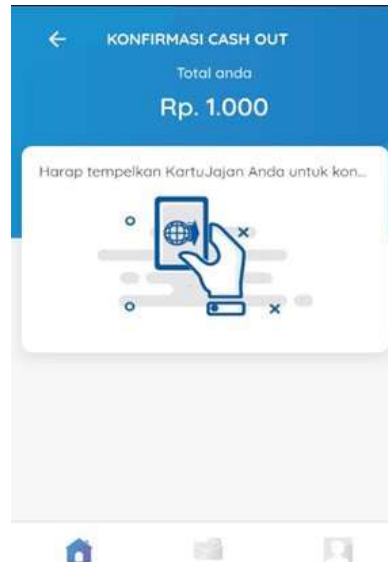 KONFIRMASI CASH OUT
Total anda
Rp. 1.000
Harap tempelkan KartuJajan Anda untuk kon...